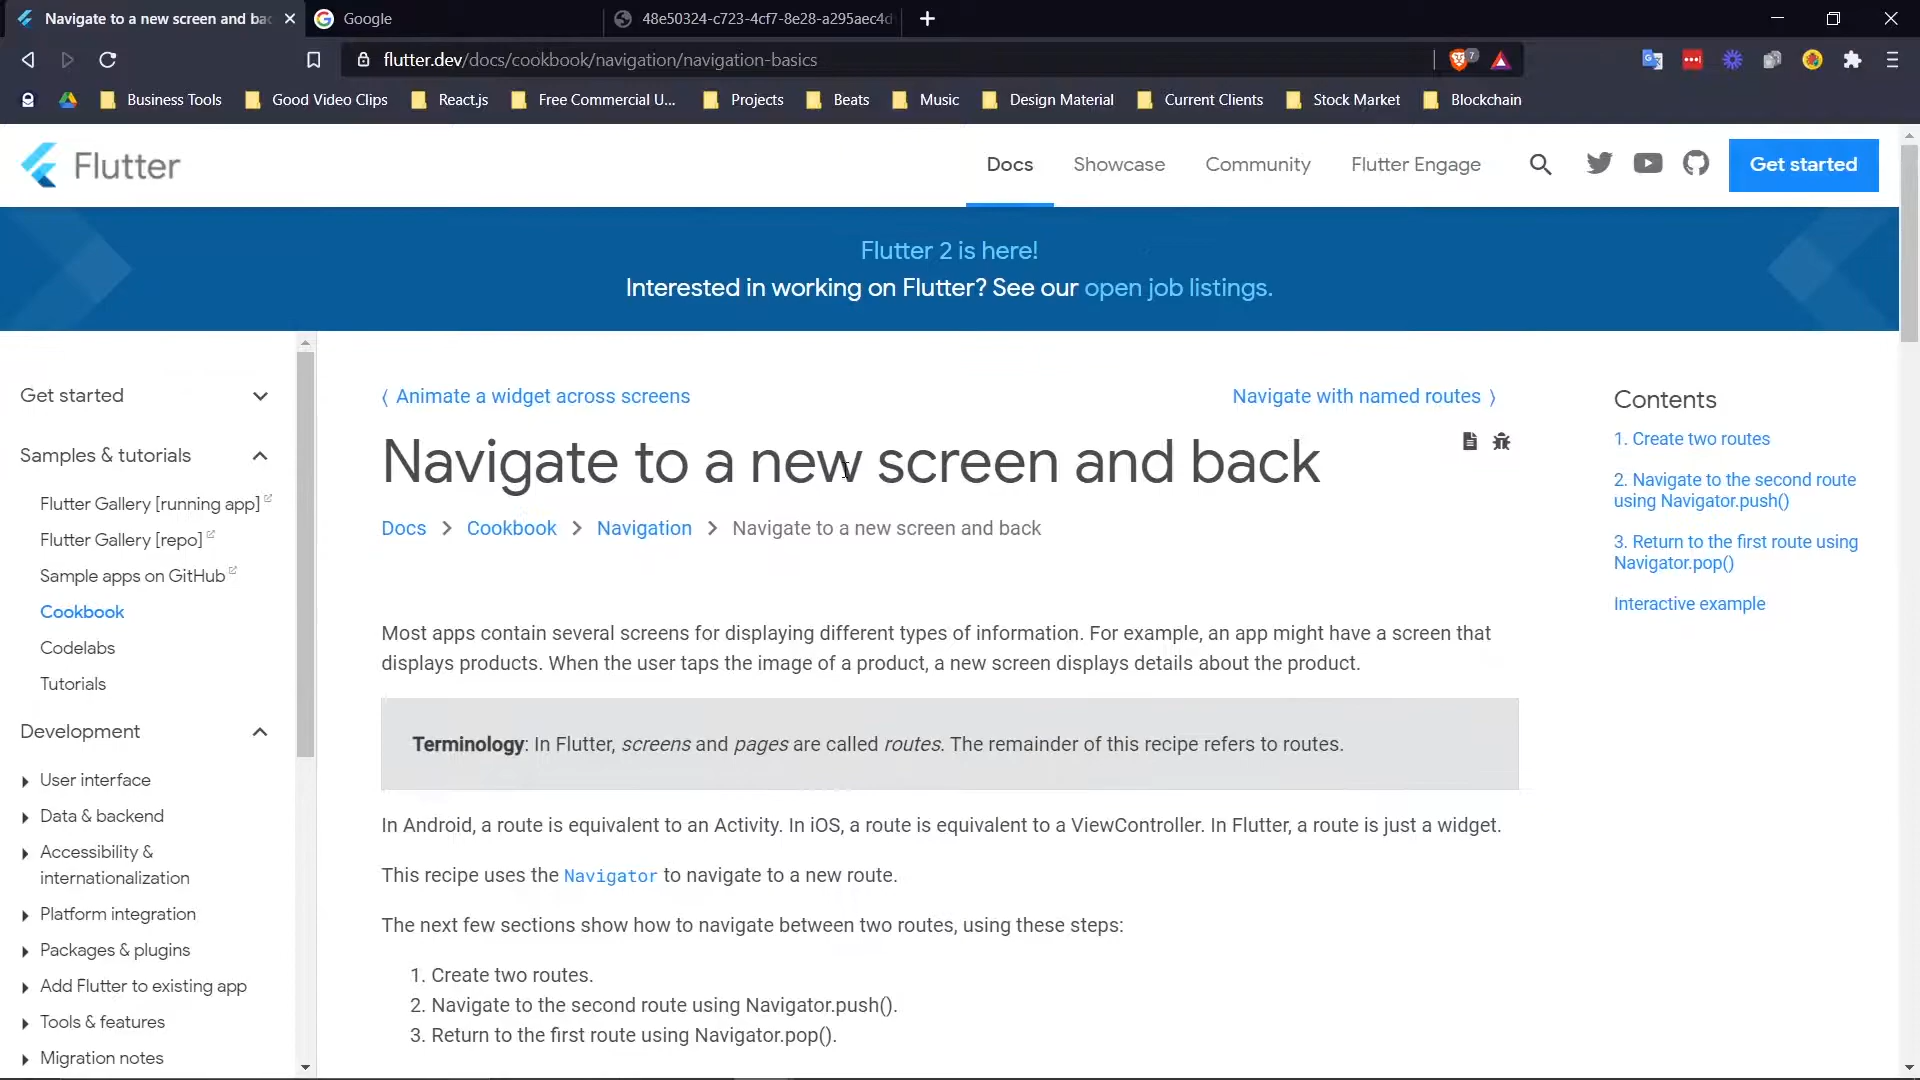 Navigate to a new screen and bac
Google
48e50324-c723-4cf7-8e28-a295aec4d
flutter.dev/docs/cookbook/navigation/navigation-basics
7
Business Tools
Good Video Clips
React.js
Free Commercial U...
Projects
Beats
Music
Design Material
Current Clients
Stock Market
Blockchain
Flutter
Docs
Showcase
Community
Flutter Engage
Get started
Flutter 2 is here!
Interested in working on Flutter? See our open job listings.
Get started
Samples & tutorials
Flutter Gallery [running app]
Flutter Gallery [repo]
Sample apps on GitHub
Cookbook
Codelabs
Tutorials
Development
User interface
Data & backend
Accessibility &
internationalization
Platform integration
Packages & plugins
Add Flutter to existing app
Tools & features
Migration notes
⟨ Animate a widget across screens
Navigate with named routes ⟩
Navigate to a new screen and back
Docs > Cookbook > Navigation > Navigate to a new screen and back
Most apps contain several screens for displaying different types of information. For example, an app might have a screen that
displays products. When the user taps the image of a product, a new screen displays details about the product.
Terminology: In Flutter, screens and pages are called routes. The remainder of this recipe refers to routes.
In Android, a route is equivalent to an Activity. In iOS, a route is equivalent to a ViewController. In Flutter, a route is just a widget.
This recipe uses the Navigator to navigate to a new route.
The next few sections show how to navigate between two routes, using these steps:
1. Create two routes.
2. Navigate to the second route using Navigator.push().
3. Return to the first route using Navigator.pop().
Contents
1. Create two routes
2. Navigate to the second route
using Navigator.push()
3. Return to the first route using
Navigator.pop()
Interactive example